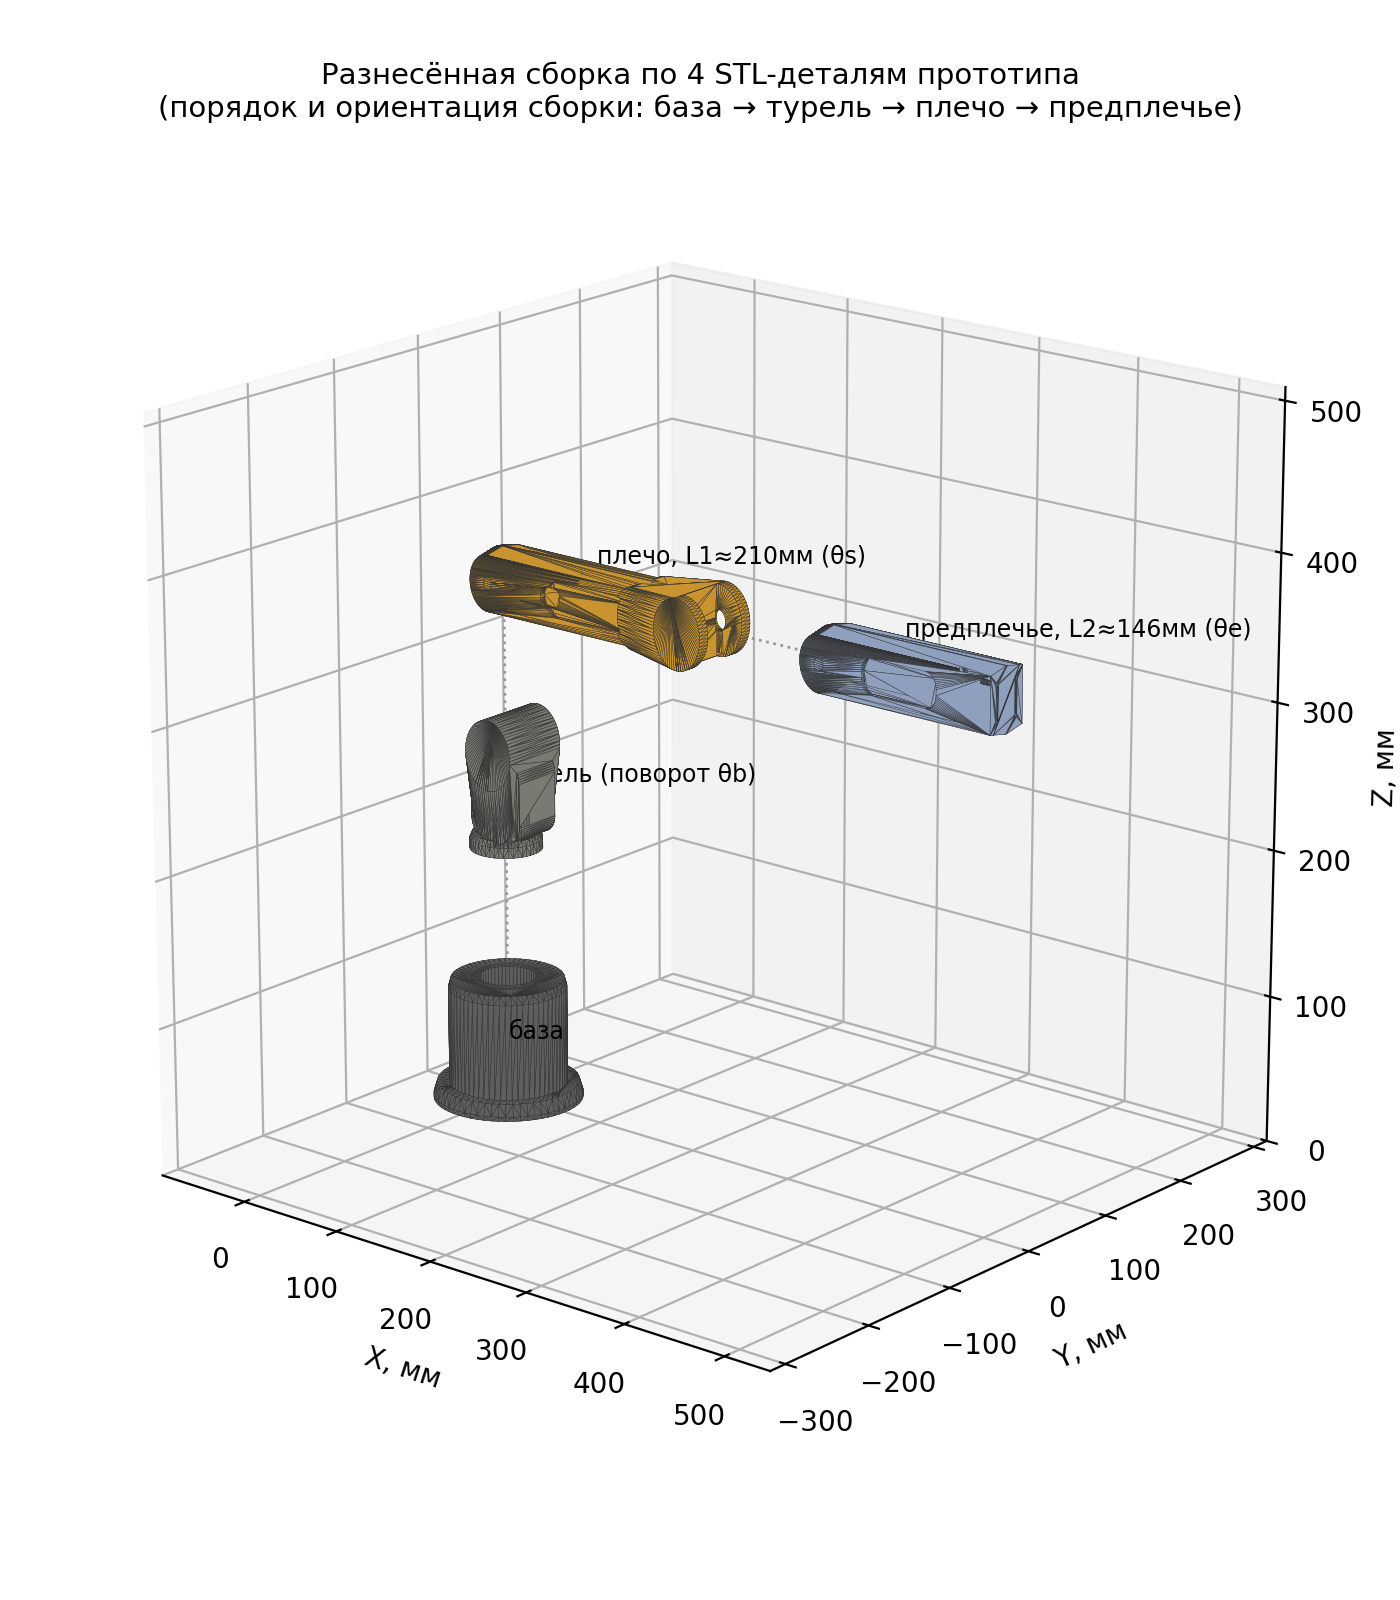 Разнесённая сборка по 4 STL-деталям прототипа
(порядок и ориентация сборки: база → турель → плечо → предплечье)
500
плечо, L1≈210мм (θs)
400
предплечье, L2≈146мм (θe)
300
Z, мм
ель (поворот θb)
200
100
база
0
300
200
100
0
−100
−200
−300
Y, мм
0
100
200
300
400
500
X, мм